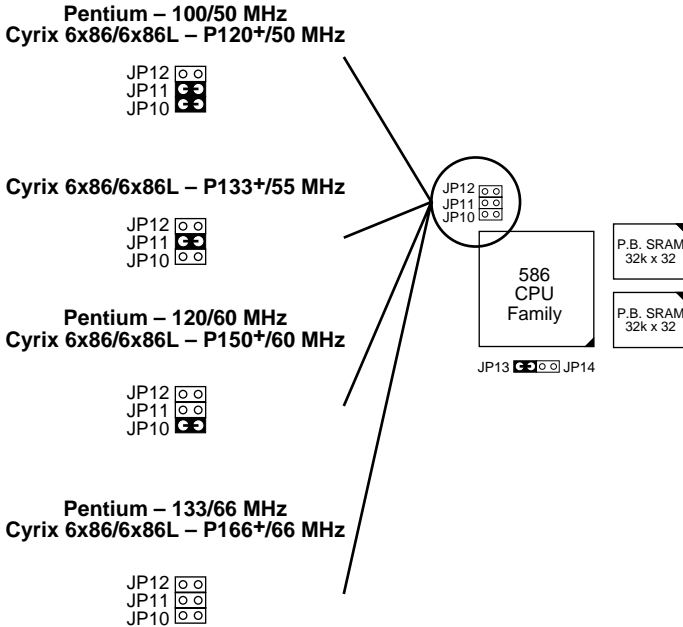 Pentium – 100/50 MHz
Cyrix 6x86/6x86L – P120+/50 MHz
JP12
JP11
JP10
Cyrix 6x86/6x86L – P133+/55 MHz
JP12
JP11
JP10
Pentium – 120/60 MHz
Cyrix 6x86/6x86L – P150+/60 MHz
JP12
JP11
JP10
Pentium – 133/66 MHz
Cyrix 6x86/6x86L – P166+/66 MHz
JP12
JP11
JP10
JP12
JP11
JP10
586
CPU
Family
P.B. SRAM
32k x 32
P.B. SRAM
32k x 32
JP13 JP14